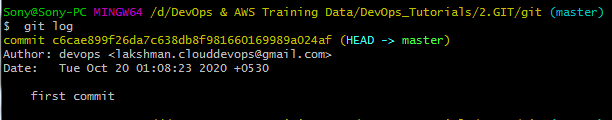 Sony@Sony-PC MINGW64 /d/DevOps & AWS Training Data/DevOps_Tutorials/2.GIT/git (master)
$ git log
commit c6cae899f26da7c638db8f981660169989a024af (HEAD -> master)
Author: devops <lakshman.clouddevops@gmail.com>
Date:   Tue Oct 20 01:08:23 2020 +0530
first commit